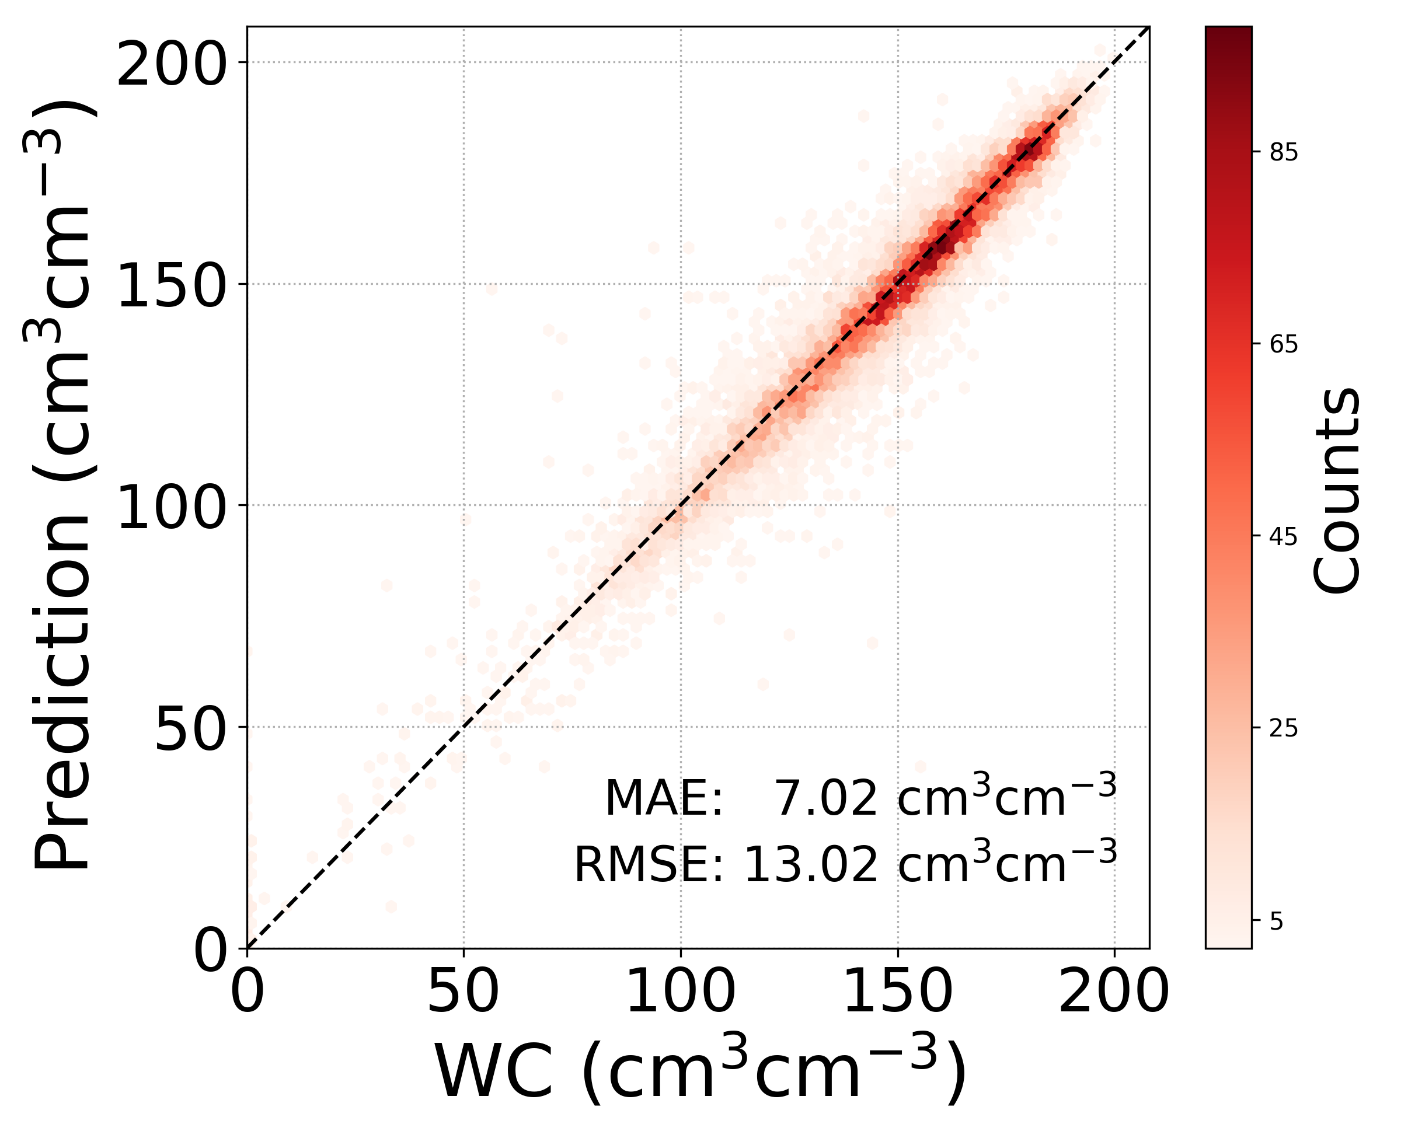 Prediction (cm³cm⁻³)
200
150
100
50
0
0 50 100 150 200
WC (cm³cm⁻³)
MAE: 7.02 cm³cm⁻³
RMSE: 13.02 cm³cm⁻³
85
65
45
25
5
Counts